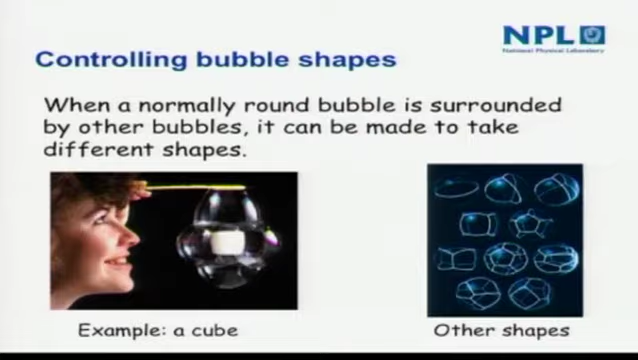 NPL
National Physical Laboratory
Controlling bubble shapes
When a normally round bubble is surrounded
by other bubbles, it can be made to take
different shapes.
Example: a cube
Other shapes